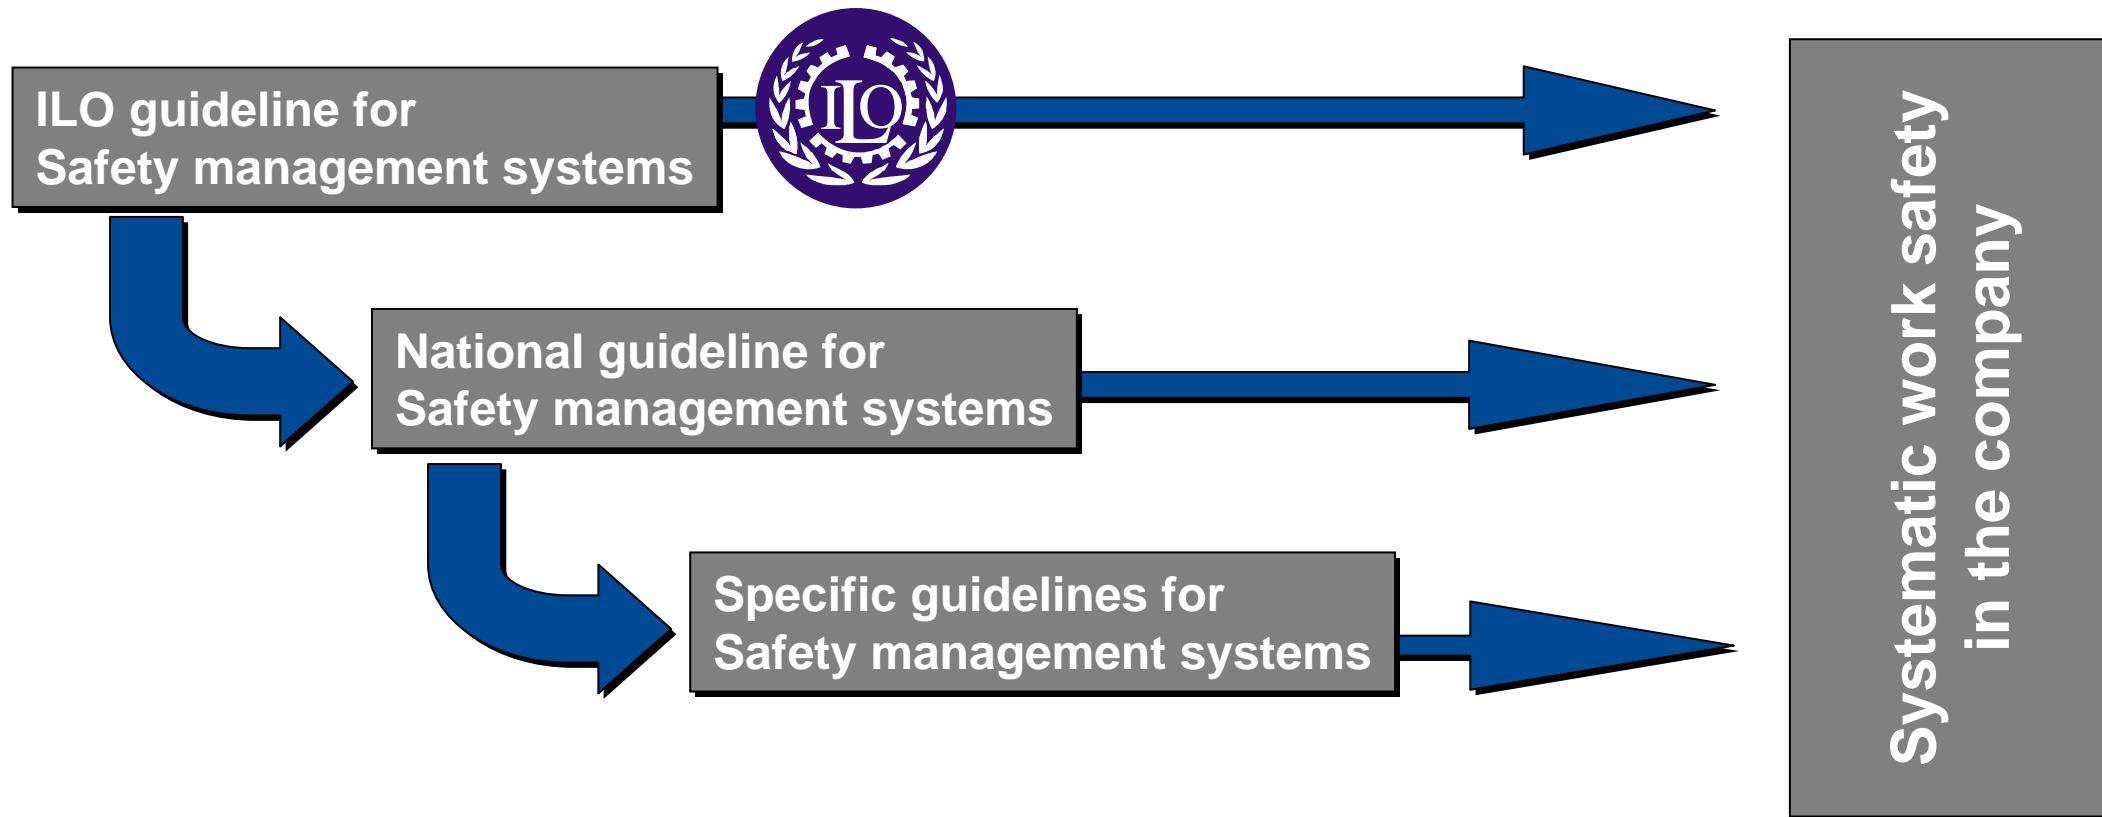 ILO guideline for
Safety management systems
ILO
National guideline for
Safety management systems
Specific guidelines for
Safety management systems
Systematic work safety
in the company